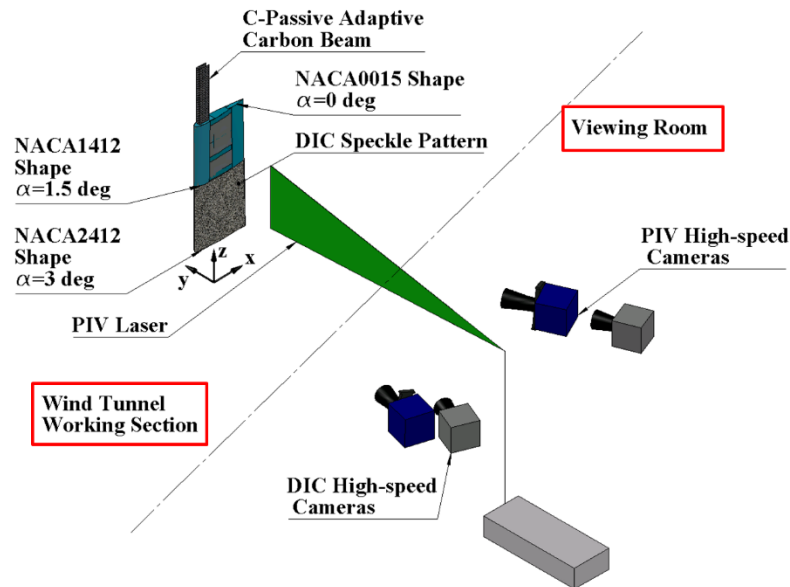 C-Passive Adaptive
Carbon Beam
NACA0015 Shape
α=0 deg
Viewing Room
NACA1412
Shape
α=1.5 deg
DIC Speckle Pattern
NACA2412
Shape
α=3 deg
z
x
y
PIV High-speed
Cameras
PIV Laser
Wind Tunnel
Working Section
DIC High-speed
Cameras